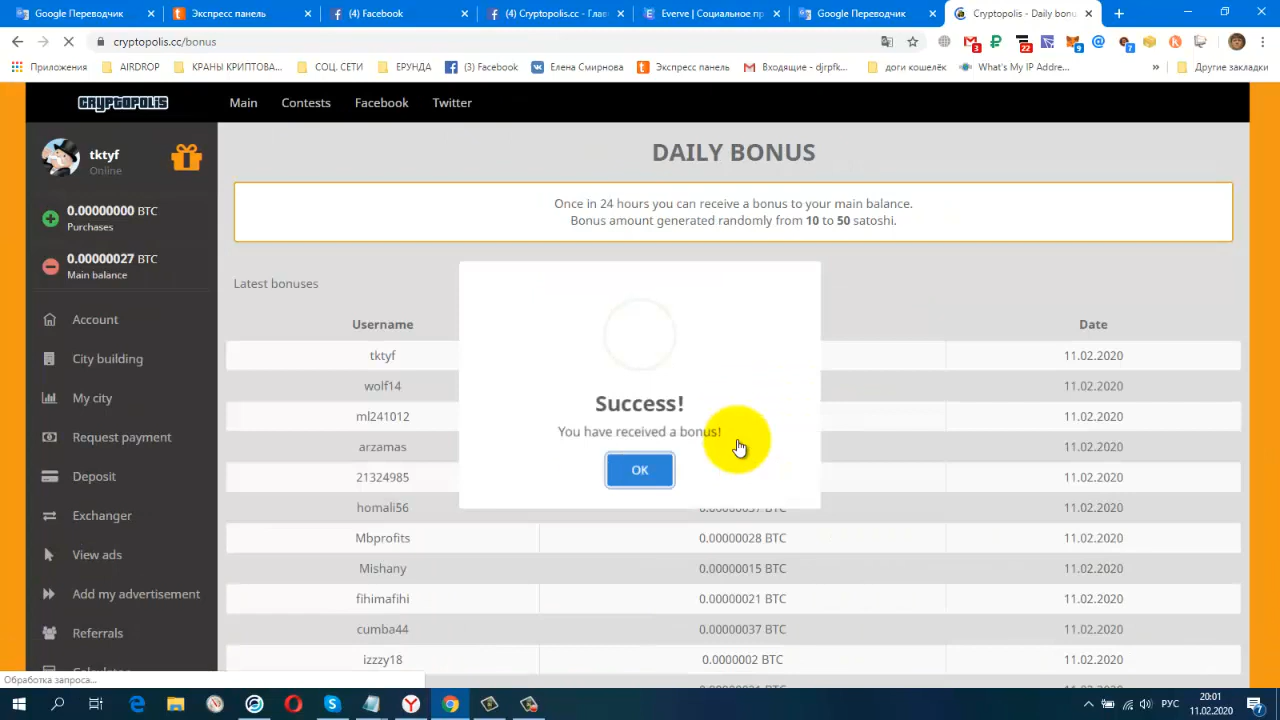 Google Переводчик
Экспресс панель
(4) Facebook
(4) Cryptopolis.cc - Глав
Everve | Социальное пр
Google Переводчик
Cryptopolis - Daily bonu
cryptopolis.cc/bonus
3
22
9
7
Приложения
AIRDROP
КРАНЫ КРИПТОВА...
СОЦ. СЕТИ
ЕРУНДА
(3) Facebook
Елена Смирнова
Экспресс панель
Входящие - djrpfk...
доги кошелёк
What's My IP Addre...
»
Другие закладки
CRYPTOPOLIS
Main
Contests
Facebook
Twitter
tktyf
Online
0.00000000 BTC
Purchases
0.00000027 BTC
Main balance
Account
City building
My city
Request payment
Deposit
Exchanger
View ads
Add my advertisement
Referrals
DAILY BONUS
Once in 24 hours you can receive a bonus to your main balance.
Bonus amount generated randomly from 10 to 50 satoshi.
Latest bonuses
Username Date
tktyf 11.02.2020
wolf14 11.02.2020
ml241012 11.02.2020
arzamas 11.02.2020
21324985 11.02.2020
homali56 0.00000037 BTC 11.02.2020
Mbprofits 0.00000028 BTC 11.02.2020
Mishany 0.00000015 BTC 11.02.2020
fihimafihi 0.00000021 BTC 11.02.2020
cumba44 0.00000037 BTC 11.02.2020
izzzy18 0.0000002 BTC 11.02.2020
Success!
You have received a bonus!
OK
Обработка запроса...
РУС
20:01
11.02.2020
7